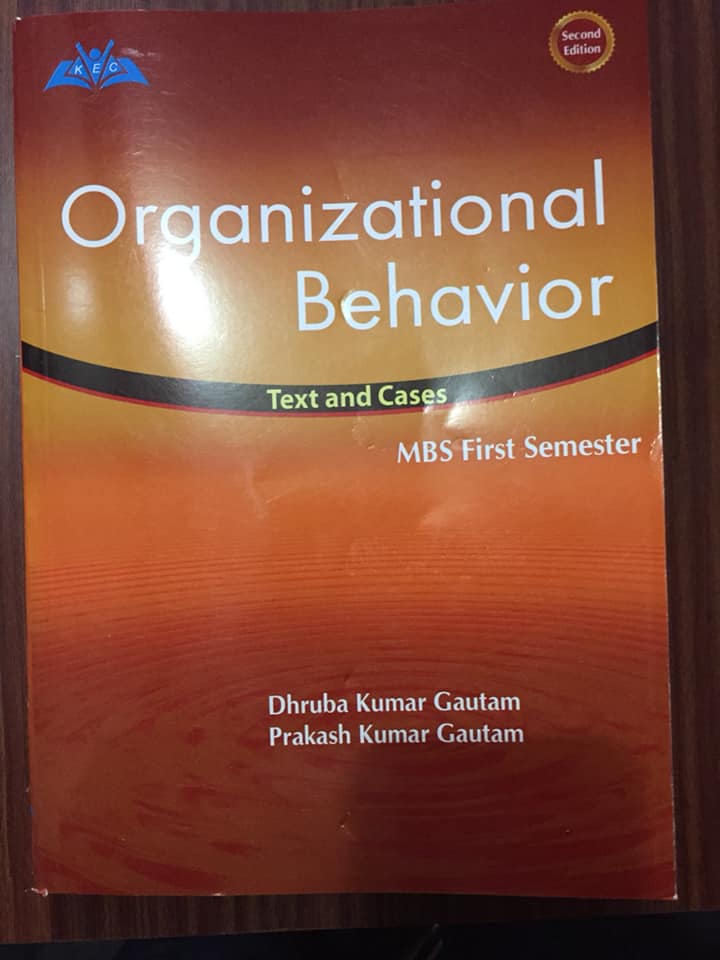 KEC
Second
Edition
Organizational
Behavior
Text and Cases
MBS First Semester
Dhruba Kumar Gautam
Prakash Kumar Gautam